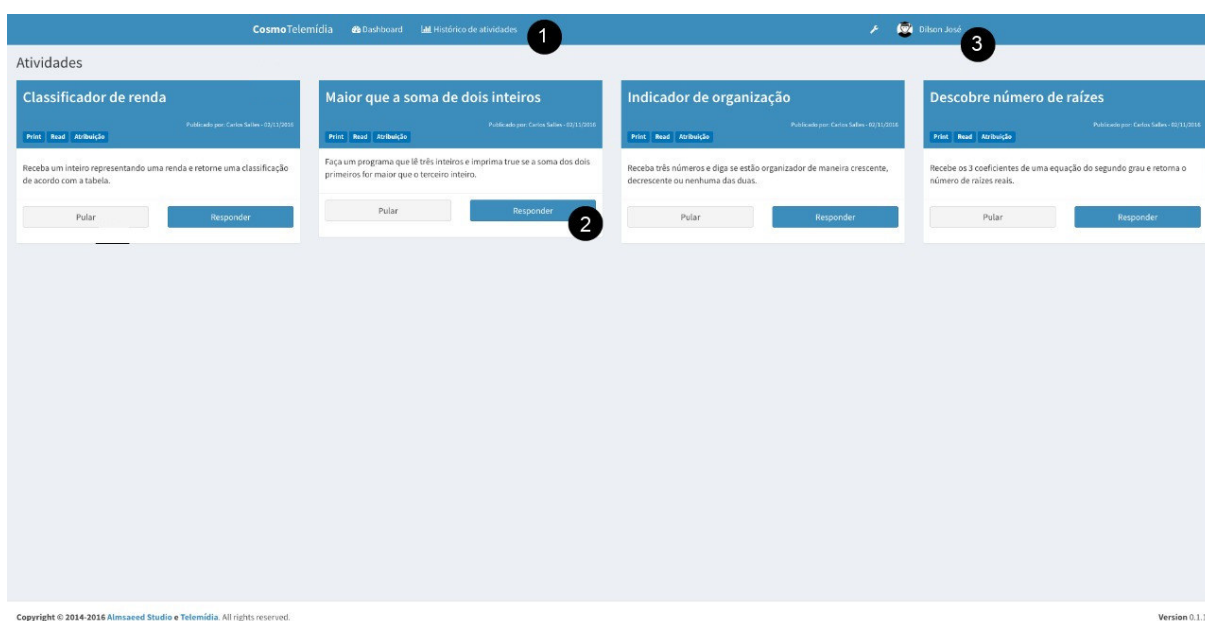 CosmoTelemídia Dashboard Histórico de atividades 1 Dilson José 3
Atividades
Classificador de renda
Publicado por: Carlos Salles - 02/11/2016
Print Read Atribuição
Receba um inteiro representando uma renda e retorne uma classificação
de acordo com a tabela.
Pular Responder
Maior que a soma de dois inteiros
Publicado por: Carlos Salles - 02/11/2016
Print Read Atribuição
Faça um programa que lê três inteiros e imprima true se a soma dos dois
primeiros for maior que o terceiro inteiro.
Pular Responder 2
Indicador de organização
Publicado por: Carlos Salles - 02/11/2016
Print Read Atribuição
Receba três números e diga se estão organizador de maneira crescente,
decrescente ou nenhuma das duas.
Pular Responder
Descobre número de raízes
Publicado por: Carlos Salles - 02/11/2016
Print Read Atribuição
Recebe os 3 coeficientes de uma equação do segundo grau e retorna o
número de raízes reais.
Pular Responder
Copyright © 2014-2016 Almsaeed Studio e Telemídia. All rights reserved.
Version 0.1.1